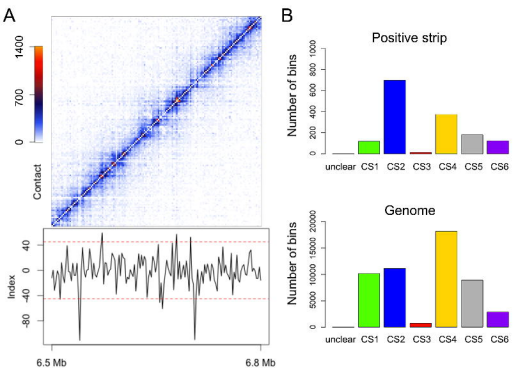 A
B
1400
700
0
Contact
40
0
-40
-80
Index
6.5 Mb
6.8 Mb
Positive strip
Number of bins
1000
800
600
400
200
0
unclear CS1 CS2 CS3 CS4 CS5 CS6
Genome
Number of bins
20000
15000
10000
5000
0
unclear CS1 CS2 CS3 CS4 CS5 CS6